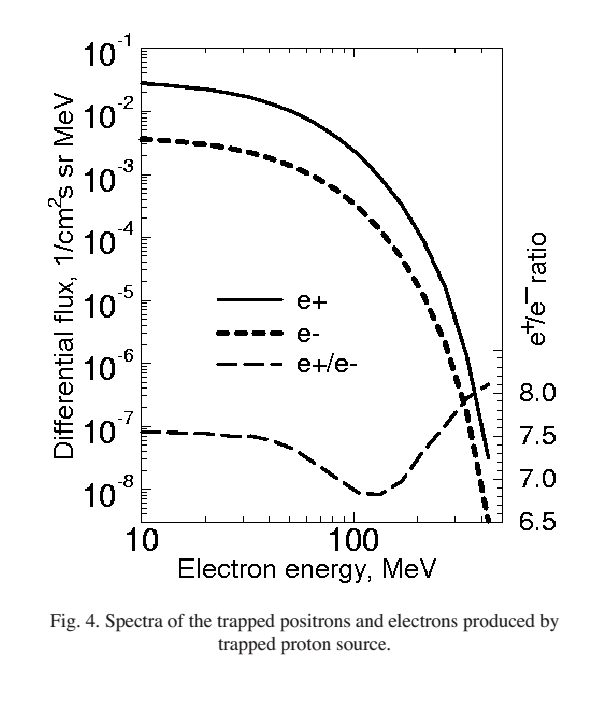 Differential flux, 1/cm²s sr MeV
10⁻¹
10⁻²
10⁻³
10⁻⁴
10⁻⁵
10⁻⁶
10⁻⁷
10⁻⁸
e+
e-
e+/e-
e⁺/e⁻ ratio
8.0
7.5
7.0
6.5
10 100
Electron energy, MeV
Fig. 4. Spectra of the trapped positrons and electrons produced by
trapped proton source.